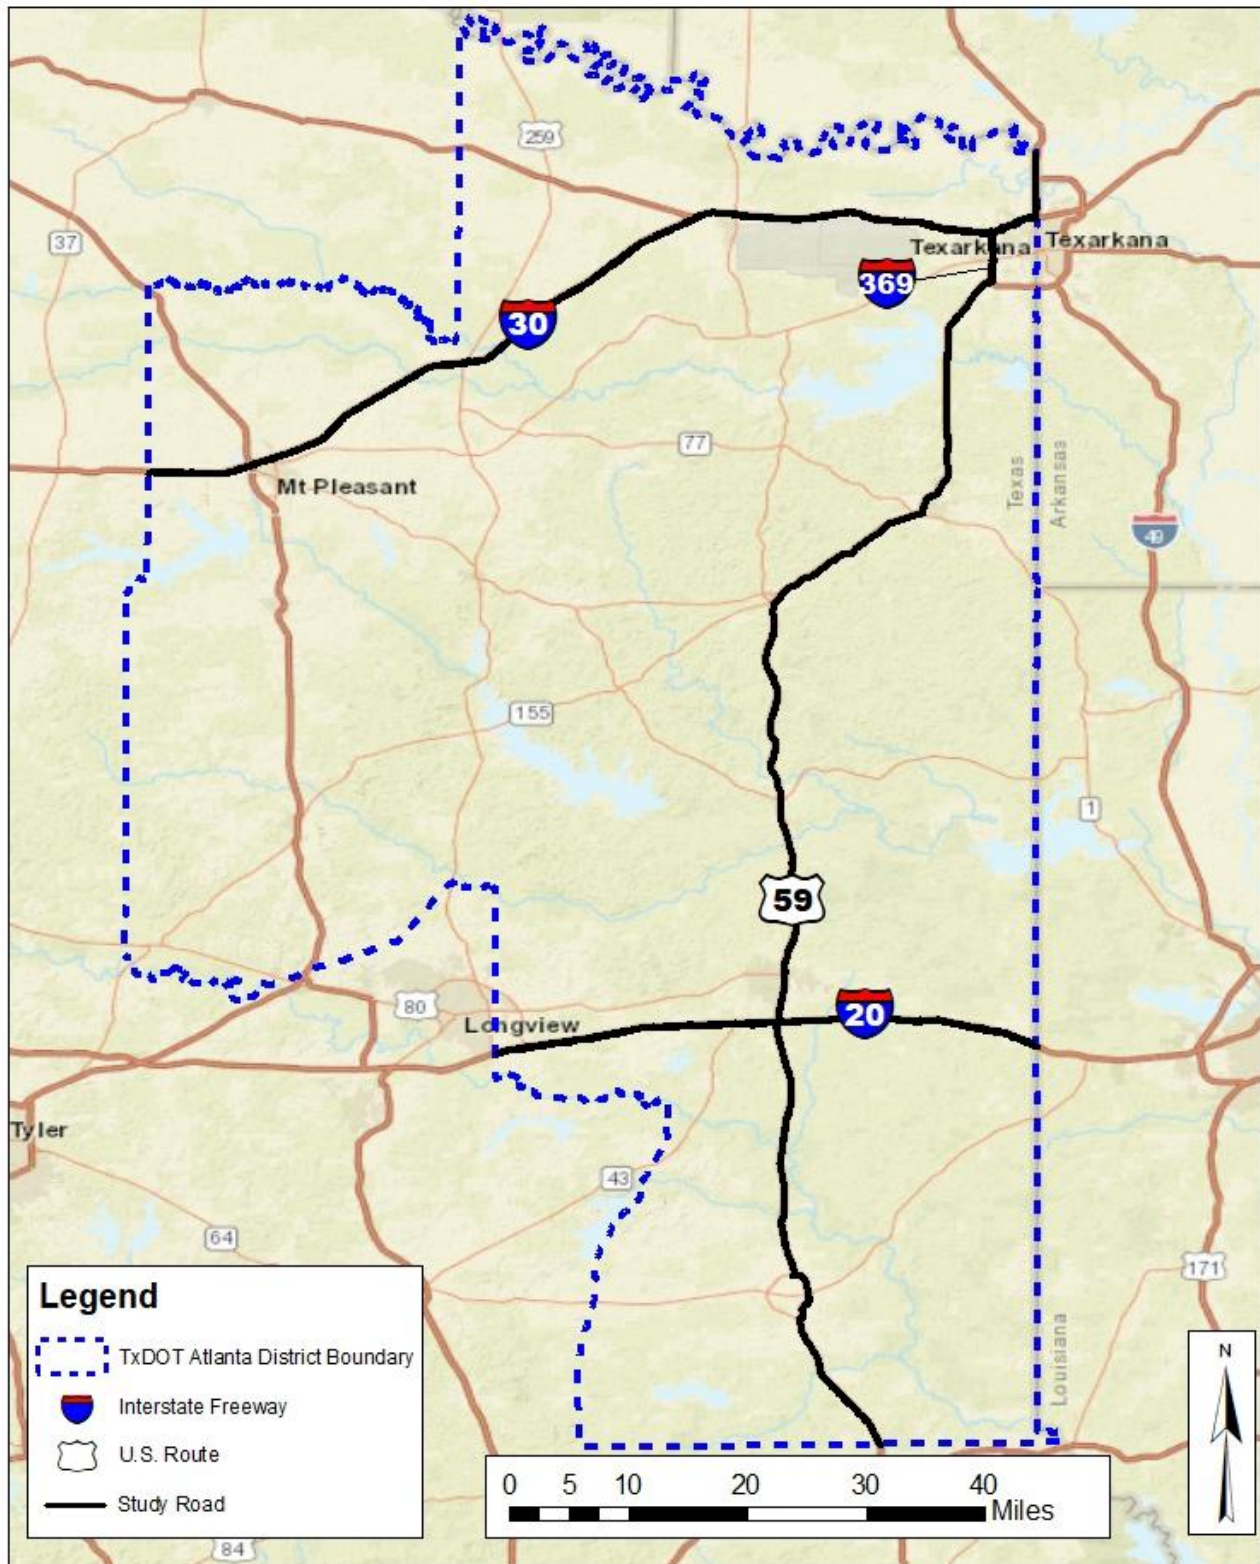 259
37
Texarkana
Texarkana
369
30
77
Mt Pleasant
Texas
Arkansas
49
155
1
59
80
Longview
20
Tyler
43
64
171
Louisiana
Legend
TxDOT Atlanta District Boundary
Interstate Freeway
U.S. Route
Study Road
N
0 5 10 20 30 40
Miles
84